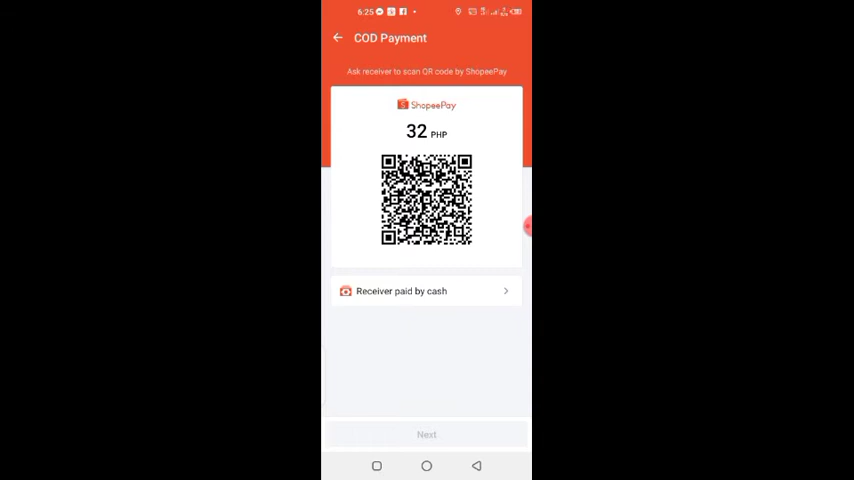 6:25
COD Payment
Ask receiver to scan QR code by ShopeePay
ShopeePay
32 PHP
Receiver paid by cash
Next